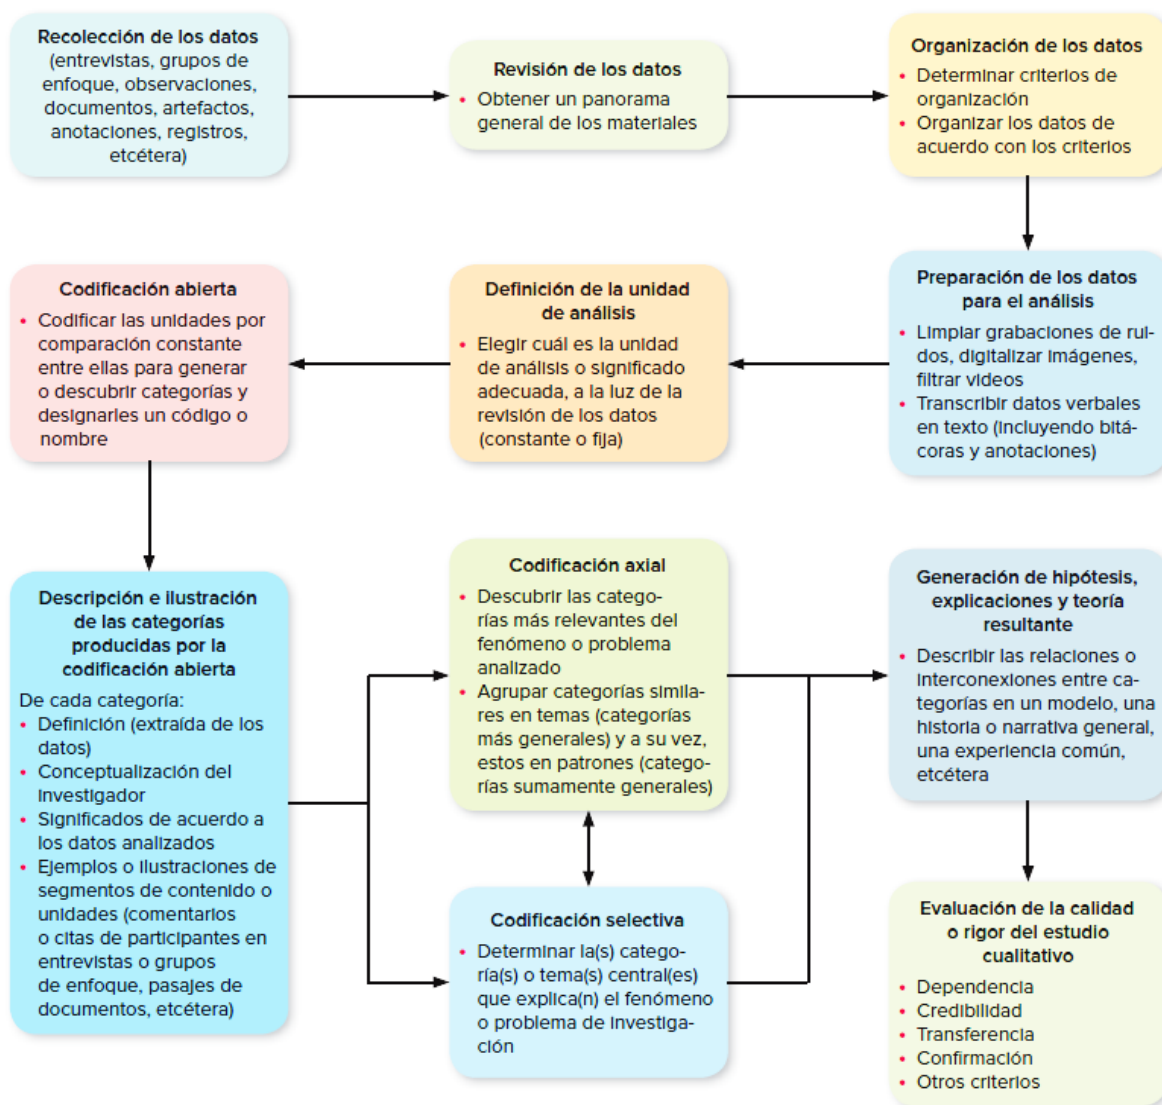 Recolección de los datos
(entrevistas, grupos de
enfoque, observaciones,
documentos, artefactos,
anotaciones, registros,
etcétera)
Revisión de los datos
• Obtener un panorama
general de los materiales
Organización de los datos
• Determinar criterios de
organización
• Organizar los datos de
acuerdo con los criterios
Preparación de los datos
para el análisis
• Limpiar grabaciones de rui-
dos, digitalizar imágenes,
filtrar videos
• Transcribir datos verbales
en texto (incluyendo bitá-
coras y anotaciones)
Definición de la unidad
de análisis
• Elegir cuál es la unidad
de análisis o significado
adecuada, a la luz de la
revisión de los datos
(constante o fija)
Codificación abierta
• Codificar las unidades por
comparación constante
entre ellas para generar
o descubrir categorías y
designarles un código o
nombre
Descripción e ilustración
de las categorías
producidas por la
codificación abierta
De cada categoría:
• Definición (extraída de los
datos)
• Conceptualización del
investigador
• Significados de acuerdo a
los datos analizados
• Ejemplos o ilustraciones de
segmentos de contenido o
unidades (comentarios
o citas de participantes en
entrevistas o grupos
de enfoque, pasajes de
documentos, etcétera)
Codificación axial
• Descubrir las catego-
rías más relevantes del
fenómeno o problema
analizado
• Agrupar categorías simila-
res en temas (categorías
más generales) y a su vez,
estos en patrones (catego-
rías sumamente generales)
Codificación selectiva
• Determinar la(s) catego-
ría(s) o tema(s) central(es)
que explica(n) el fenómeno
o problema de investiga-
ción
Generación de hipótesis,
explicaciones y teoría
resultante
• Describir las relaciones o
interconexiones entre ca-
tegorías en un modelo, una
historia o narrativa general,
una experiencia común,
etcétera
Evaluación de la calidad
o rigor del estudio
cualitativo
• Dependencia
• Credibilidad
• Transferencia
• Confirmación
• Otros criterios